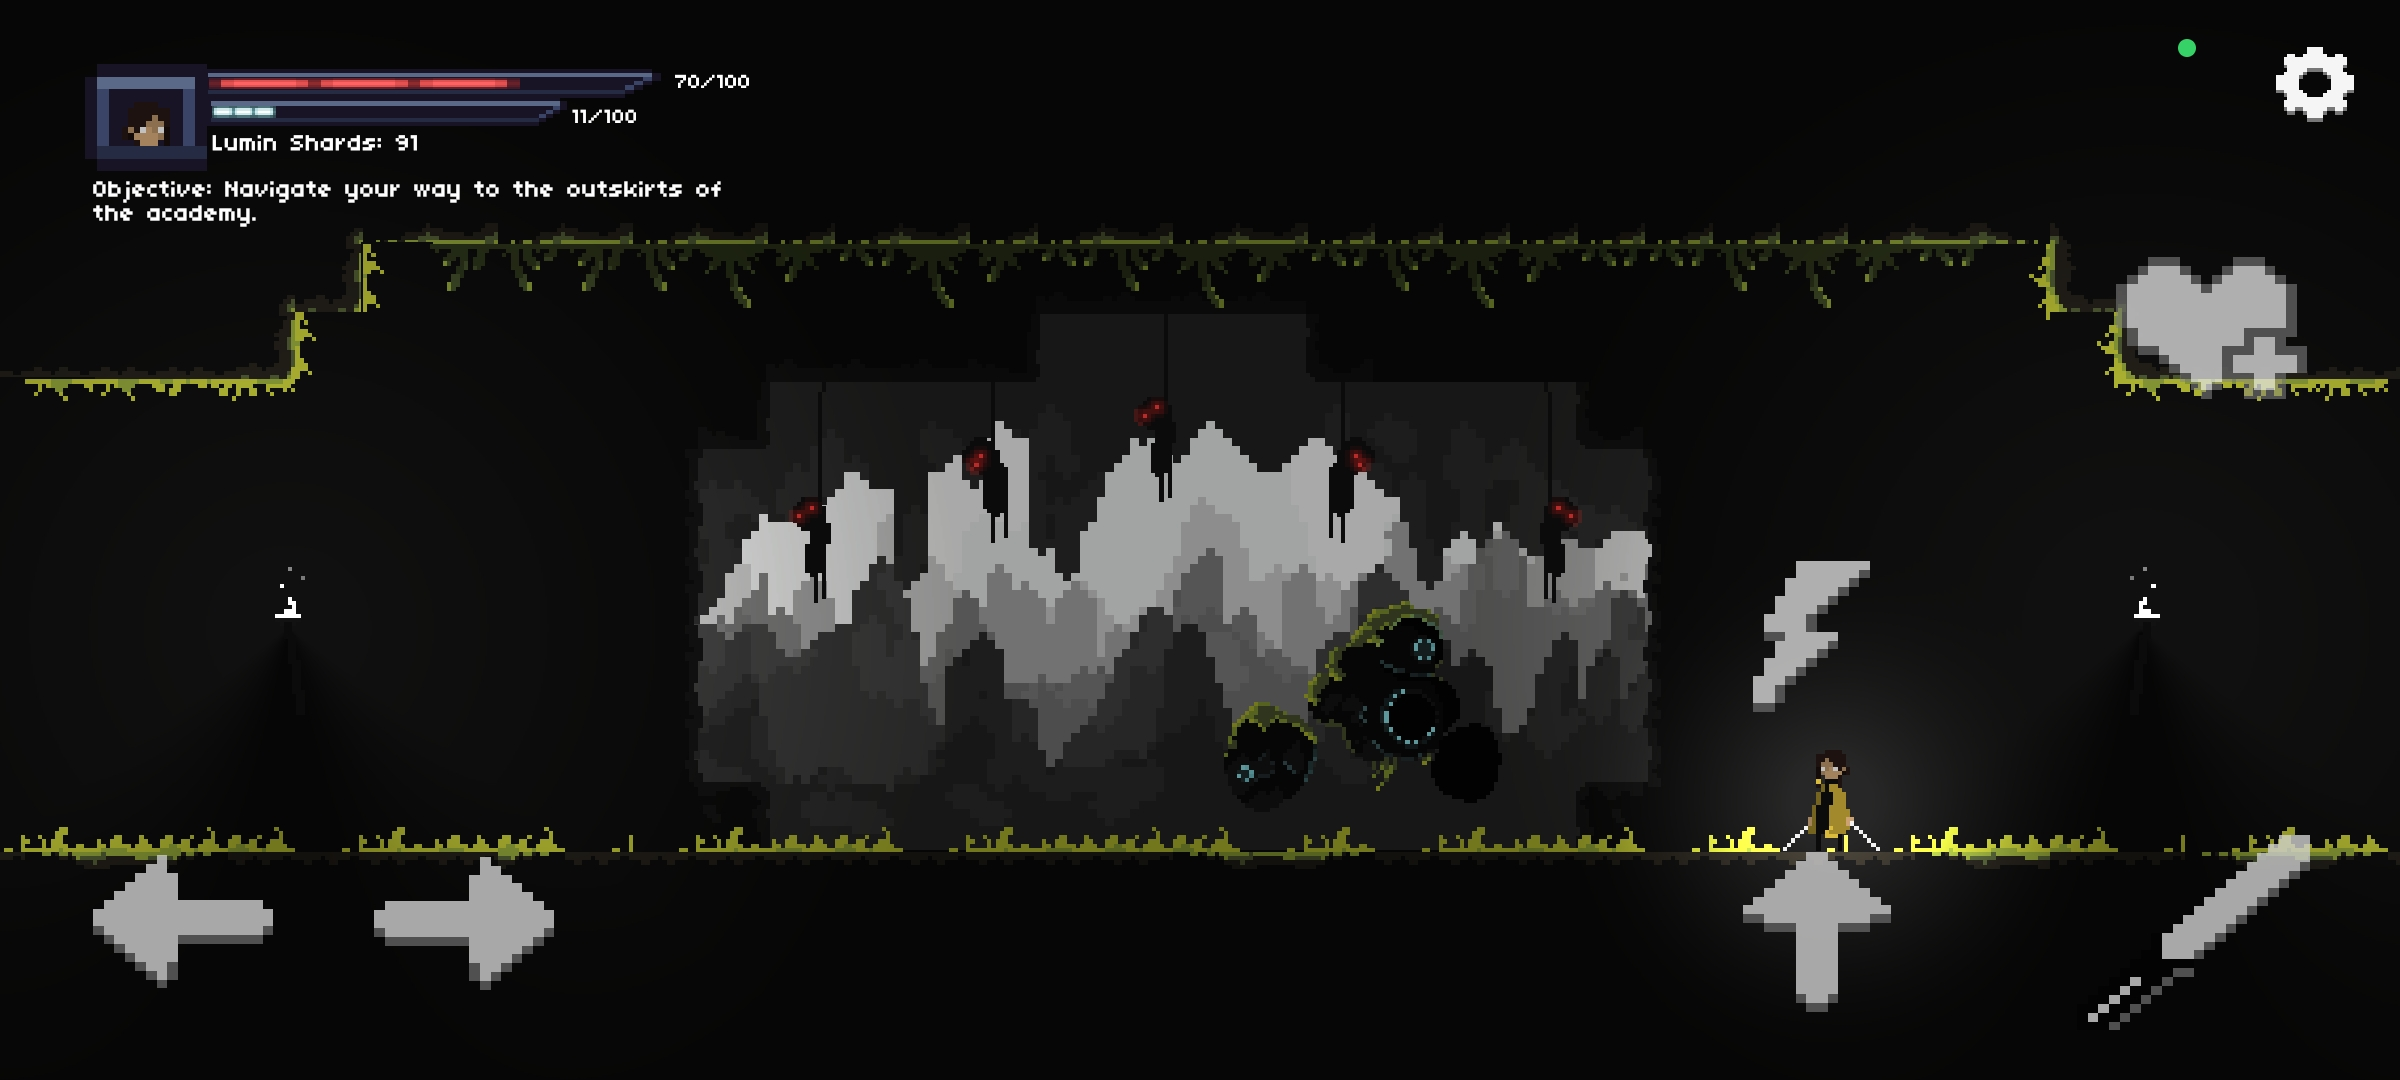 70/100
11/100
Lumin Shards: 91
Objective: Navigate your way to the outskirts of
the academy.